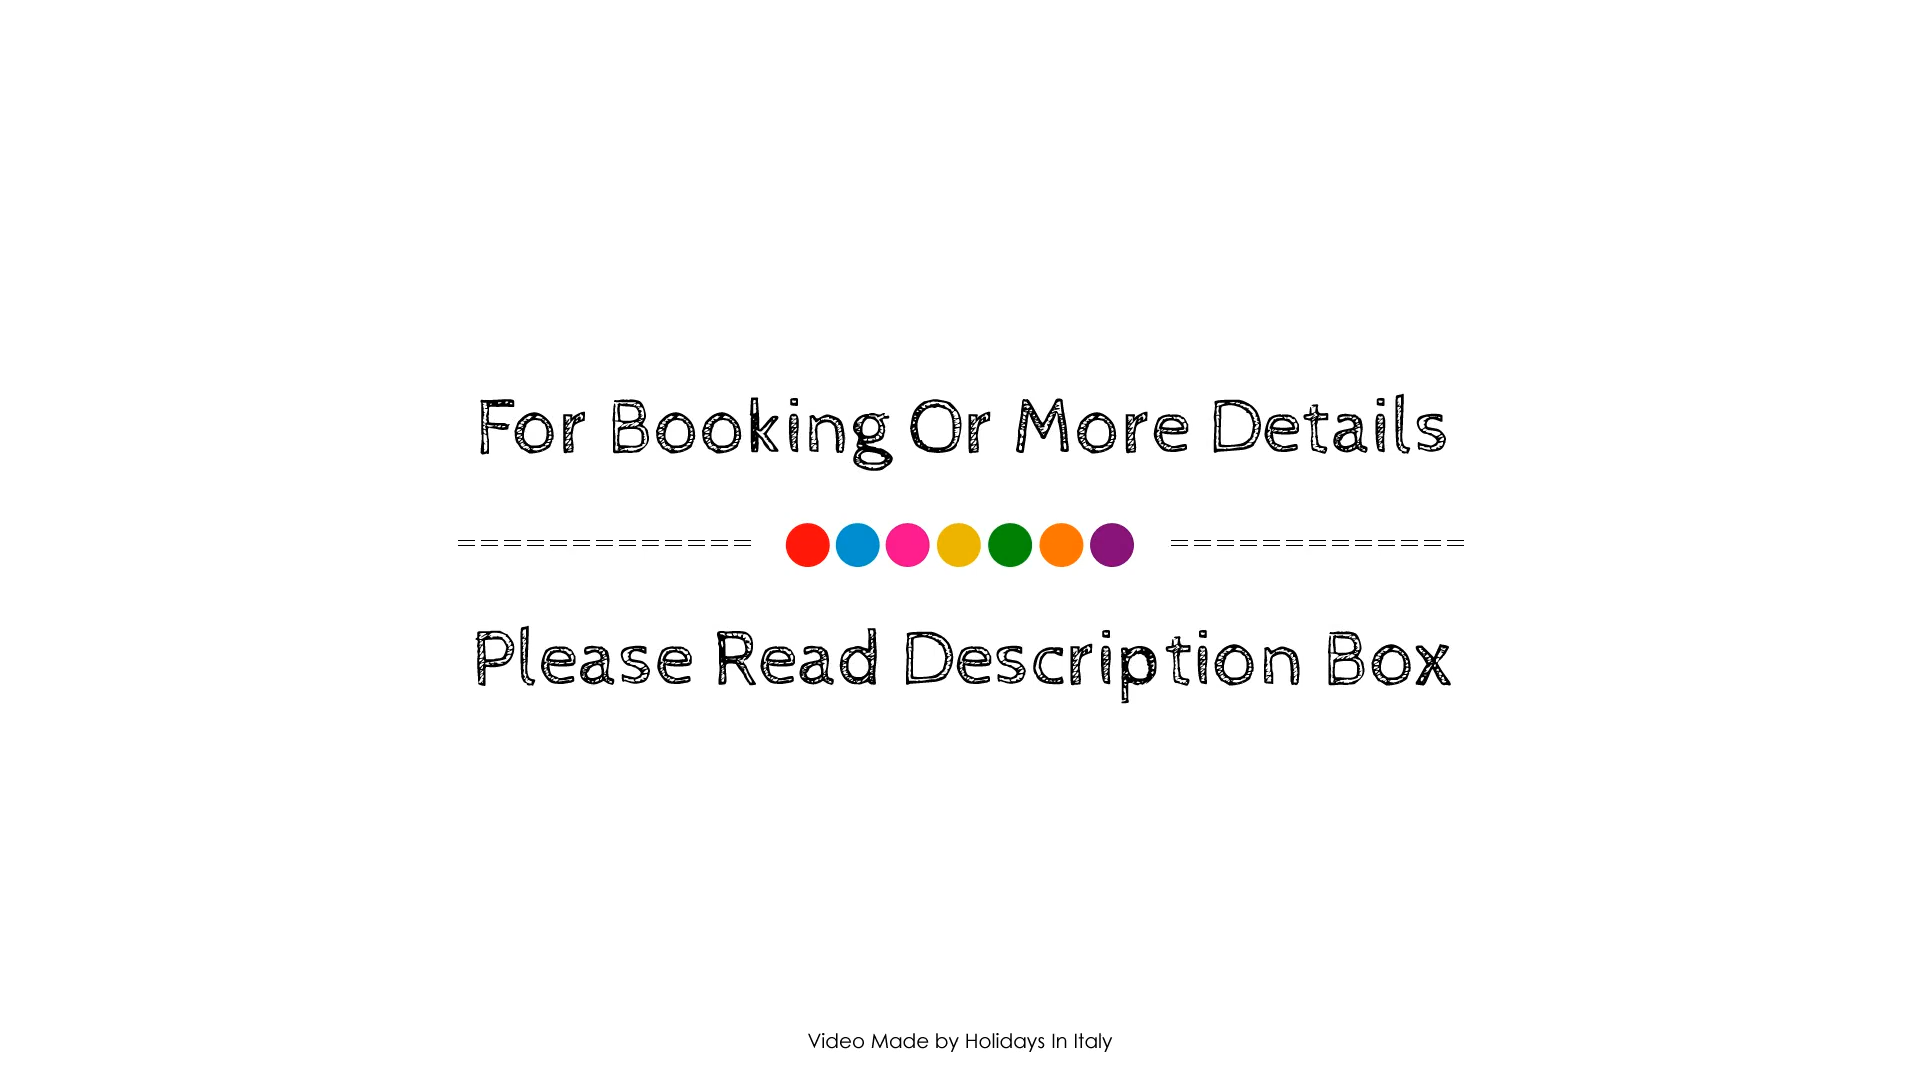 For Booking Or More Details
============= =============
Please Read Description Box
Video Made by Holidays In Italy